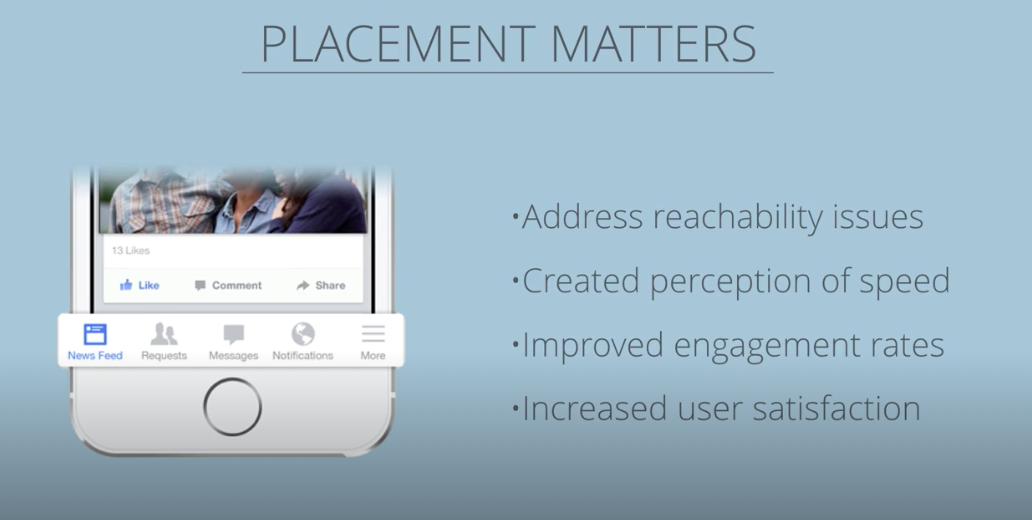 PLACEMENT MATTERS
13 Likes
Like Comment Share
News Feed Requests Messages Notifications More
•Address reachability issues
•Created perception of speed
•Improved engagement rates
•Increased user satisfaction